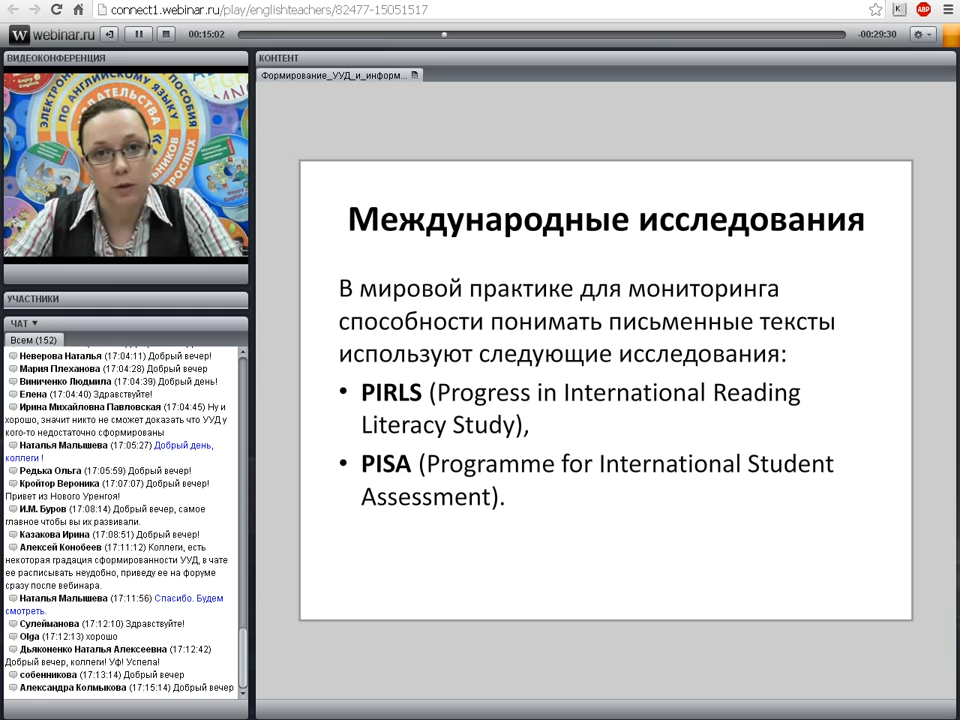 connect1.webinar.ru/play/englishteachers/82477-15051517
webinar.ru
00:15:02
-00:29:30
ВИДЕОКОНФЕРЕНЦИЯ
ЭЛЕКТРОН
ПОСОБИЯ
ПО АНГЛИЙСКОМУ ЯЗЫКУ
ИЗДАТЕЛЬСТВА
УЧАСТНИКИ
ЧАТ
Всем (152)
Неверова Наталья (17:04:11) Добрый вечер!
Мария Плеханова (17:04:28) Добрый вечер
Виниченко Людмила (17:04:39) Добрый день!
Елена (17:04:40) Здравствуйте!
Ирина Михайловна Павловская (17:04:45) Ну и
хорошо, значит никто не сможет доказать что УУД у
кого-то недостаточно сформированы
Наталья Малышева (17:05:27) Добрый день,
коллеги !
Редька Ольга (17:05:59) Добрый вечер!
Кройтор Вероника (17:07:07) Добрый вечер!
Привет из Нового Уренгоя!
И.М. Буров (17:08:14) Добрый вечер, самое
главное чтобы вы их развивали.
Казакова Ирина (17:08:51) Добрый вечер!
Алексей Конобеев (17:11:12) Коллеги, есть
некоторая градация сформированности УУД, в чате
ее расписывать неудобно, приведу ее на форуме
сразу после вебинара.
Наталья Малышева (17:11:56) Спасибо. Будем
смотреть.
Сулейманова (17:12:10) Здравствуйте!
Olga (17:12:13) хорошо
Дьяконенко Наталья Алексеевна (17:12:42)
Добрый вечер, коллеги! Уф! Успела!
собенникова (17:13:14) Добрый вечер
Александра Колмыкова (17:15:14) Добрый вечер
КОНТЕНТ
Формирование_УУД_и_информ...
Международные исследования
В мировой практике для мониторинга
способности понимать письменные тексты
используют следующие исследования:
• PIRLS (Progress in International Reading
Literacy Study),
• PISA (Programme for International Student
Assessment).